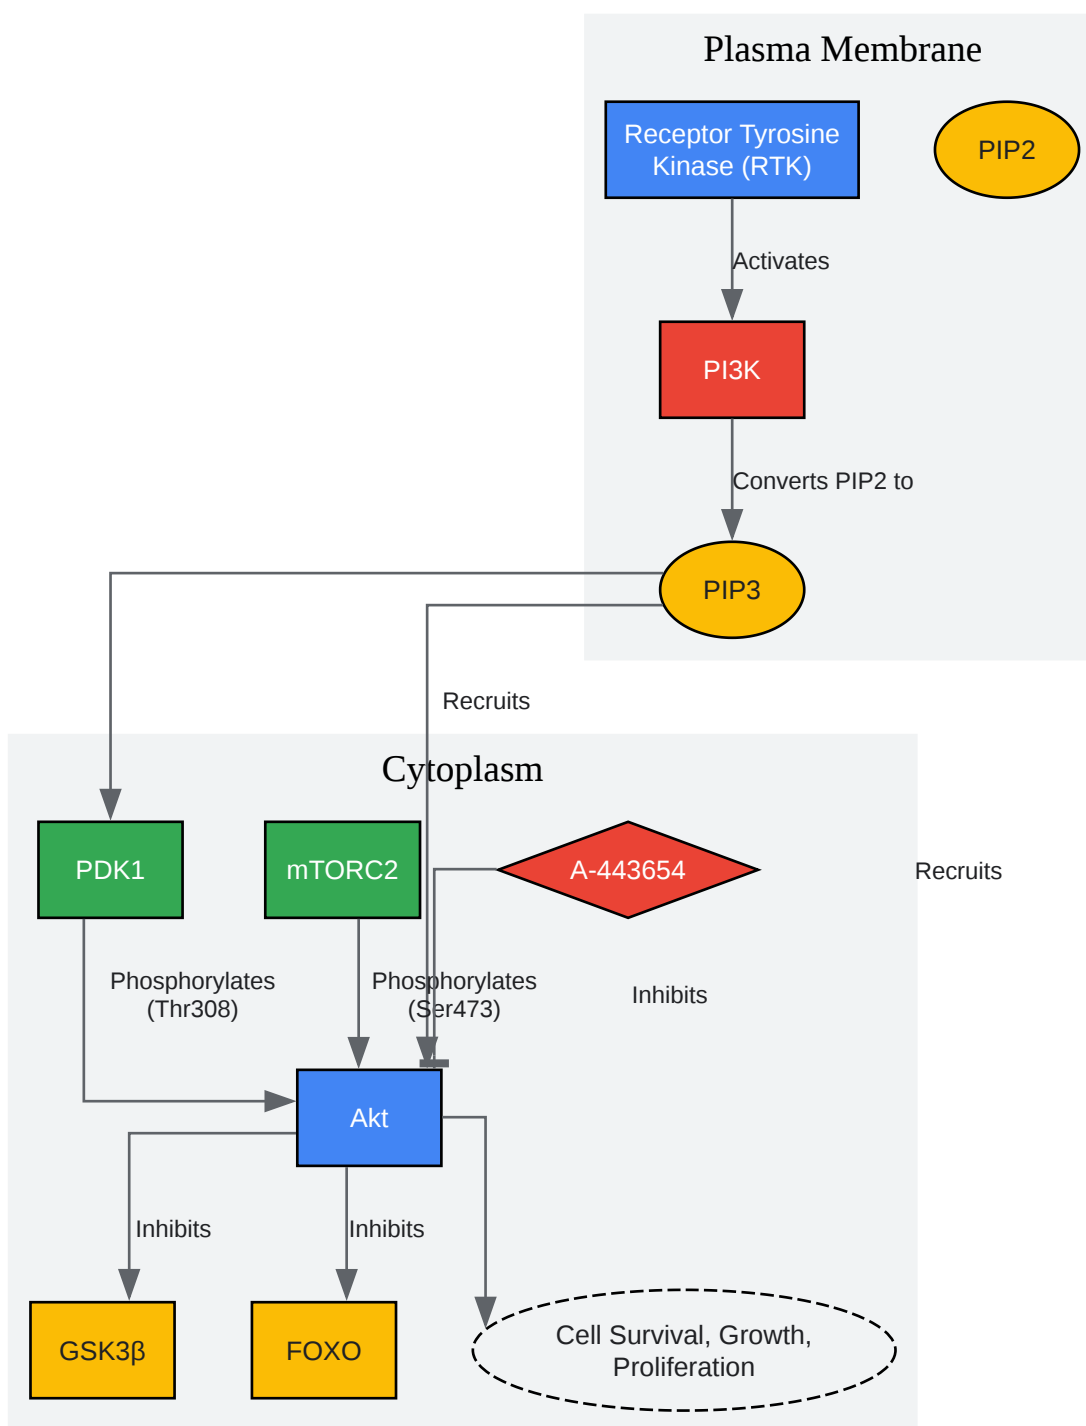 Plasma Membrane
Receptor Tyrosine
Kinase (RTK)
PIP2
Activates
PI3K
Converts PIP2 to
PIP3
Recruits
Cytoplasm
PDK1
mTORC2
A-443654
Recruits
Phosphorylates
(Thr308)
Phosphorylates
(Ser473)
Inhibits
Akt
Inhibits
Inhibits
GSK3β
FOXO
Cell Survival, Growth,
Proliferation